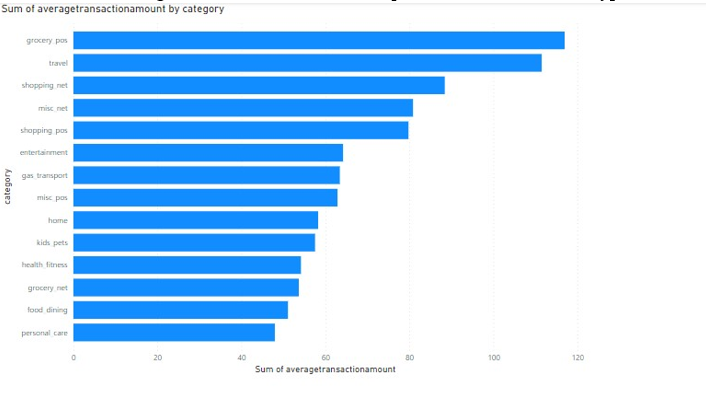 Sum of averagetransactionamount by category
grocery_pos
travel
shopping_net
misc_net
shopping_pos
entertainment
gas_transport
misc_pos
home
kids_pets
health_fitness
grocery_net
food_dining
personal_care
category
0 20 40 60 80 100 120
Sum of averagetransactionamount